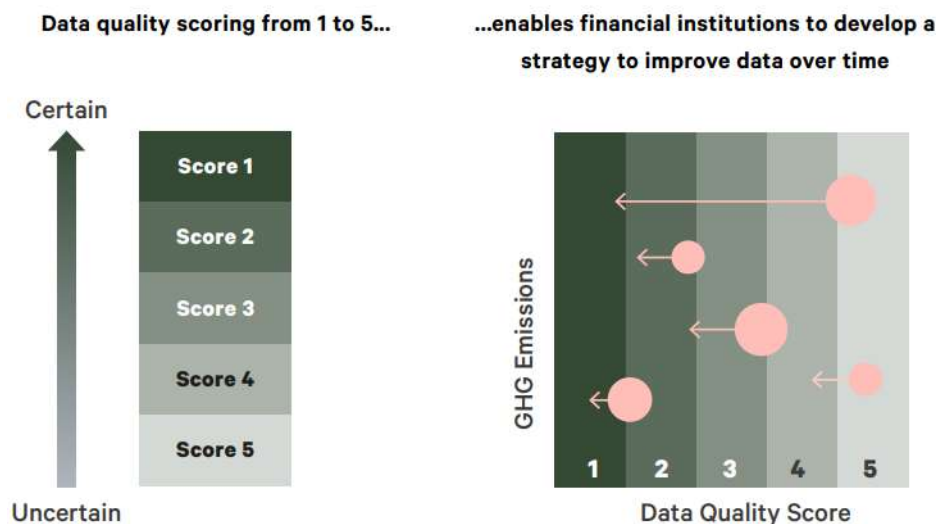 Data quality scoring from 1 to 5...
...enables financial institutions to develop a
strategy to improve data over time
Certain
Score 1
Score 2
Score 3
Score 4
Score 5
Uncertain
GHG Emissions
1 2 3 4 5
Data Quality Score